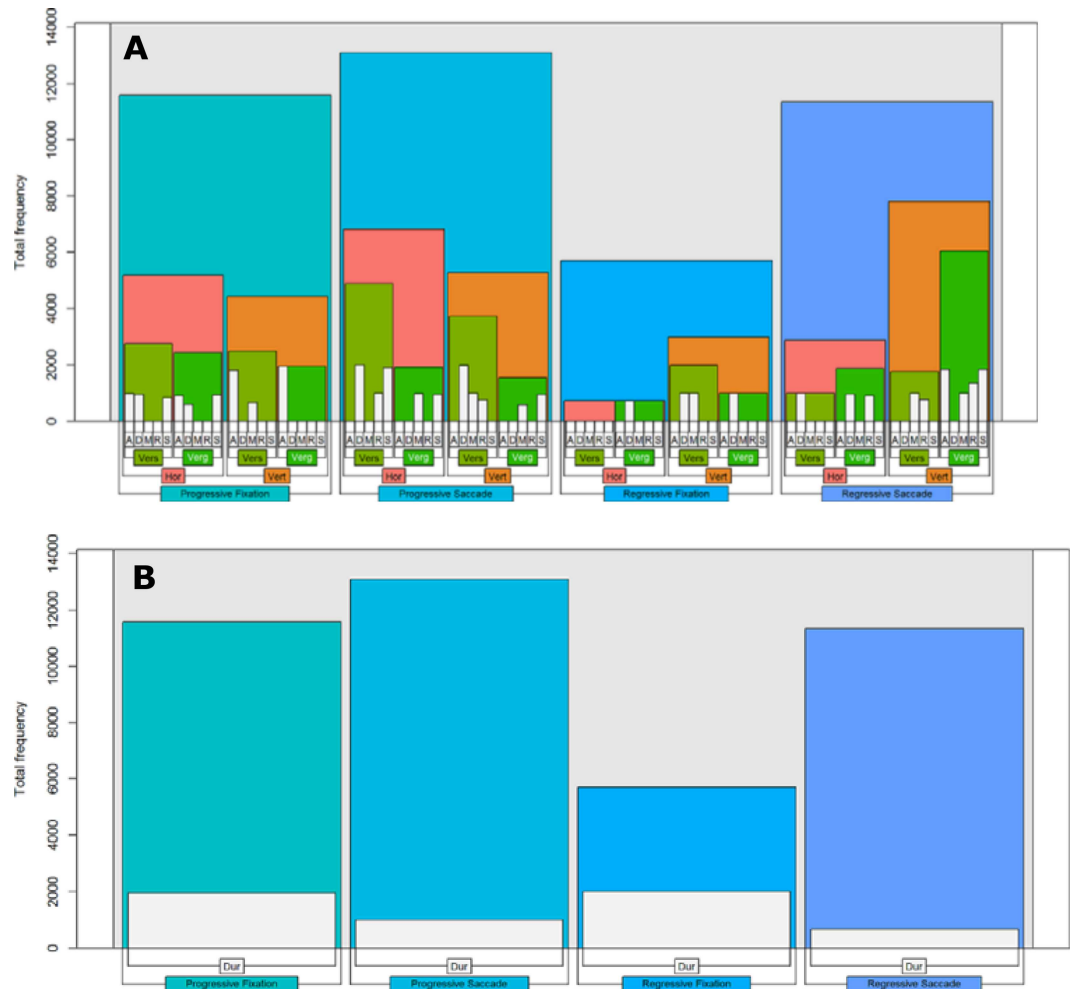 A
Total frequency
14000
12000
10000
8000
6000
4000
2000
0
A D M R S A D M R S A D M R S A D M R S A D M R S A D M R S A D M R S A D M R S A D M R S A D M R S A D M R S A D M R S A D M R S A D M R S A D M R S A D M R S
Vers Verg Vers Verg Vers Verg Vers Verg Vers Verg Vers Verg Vers Verg Vers Verg
Hor Vert Hor Vert Hor Vert Hor Vert
Progressive Fixation Progressive Saccade Regressive Fixation Regressive Saccade
B
Total frequency
14000
12000
10000
8000
6000
4000
2000
0
Dur Dur Dur Dur
Progressive Fixation Progressive Saccade Regressive Fixation Regressive Saccade